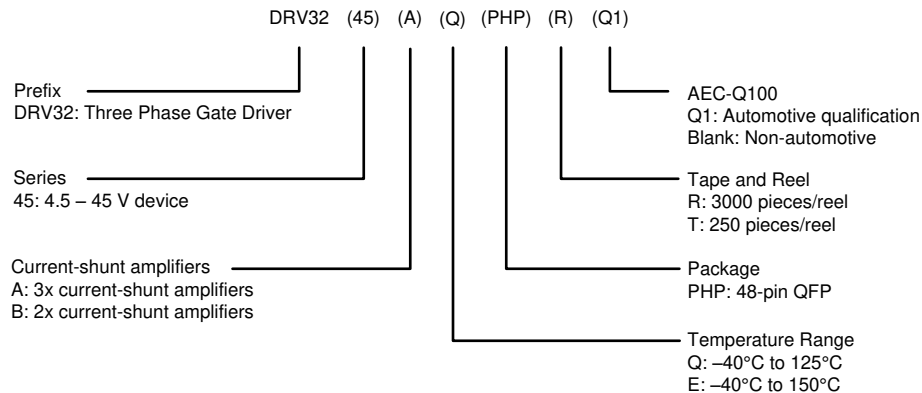 DRV32 (45) (A) (Q) (PHP) (R) (Q1)
Prefix
DRV32: Three Phase Gate Driver
Series
45: 4.5 – 45 V device
Current-shunt amplifiers
A: 3x current-shunt amplifiers
B: 2x current-shunt amplifiers
AEC-Q100
Q1: Automotive qualification
Blank: Non-automotive
Tape and Reel
R: 3000 pieces/reel
T: 250 pieces/reel
Package
PHP: 48-pin QFP
Temperature Range
Q: –40°C to 125°C
E: –40°C to 150°C